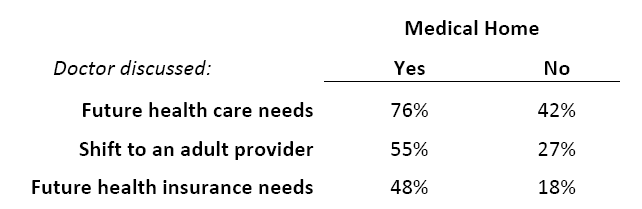 Medical Home
Doctor discussed: Yes No
Future health care needs 76% 42%
Shift to an adult provider 55% 27%
Future health insurance needs 48% 18%